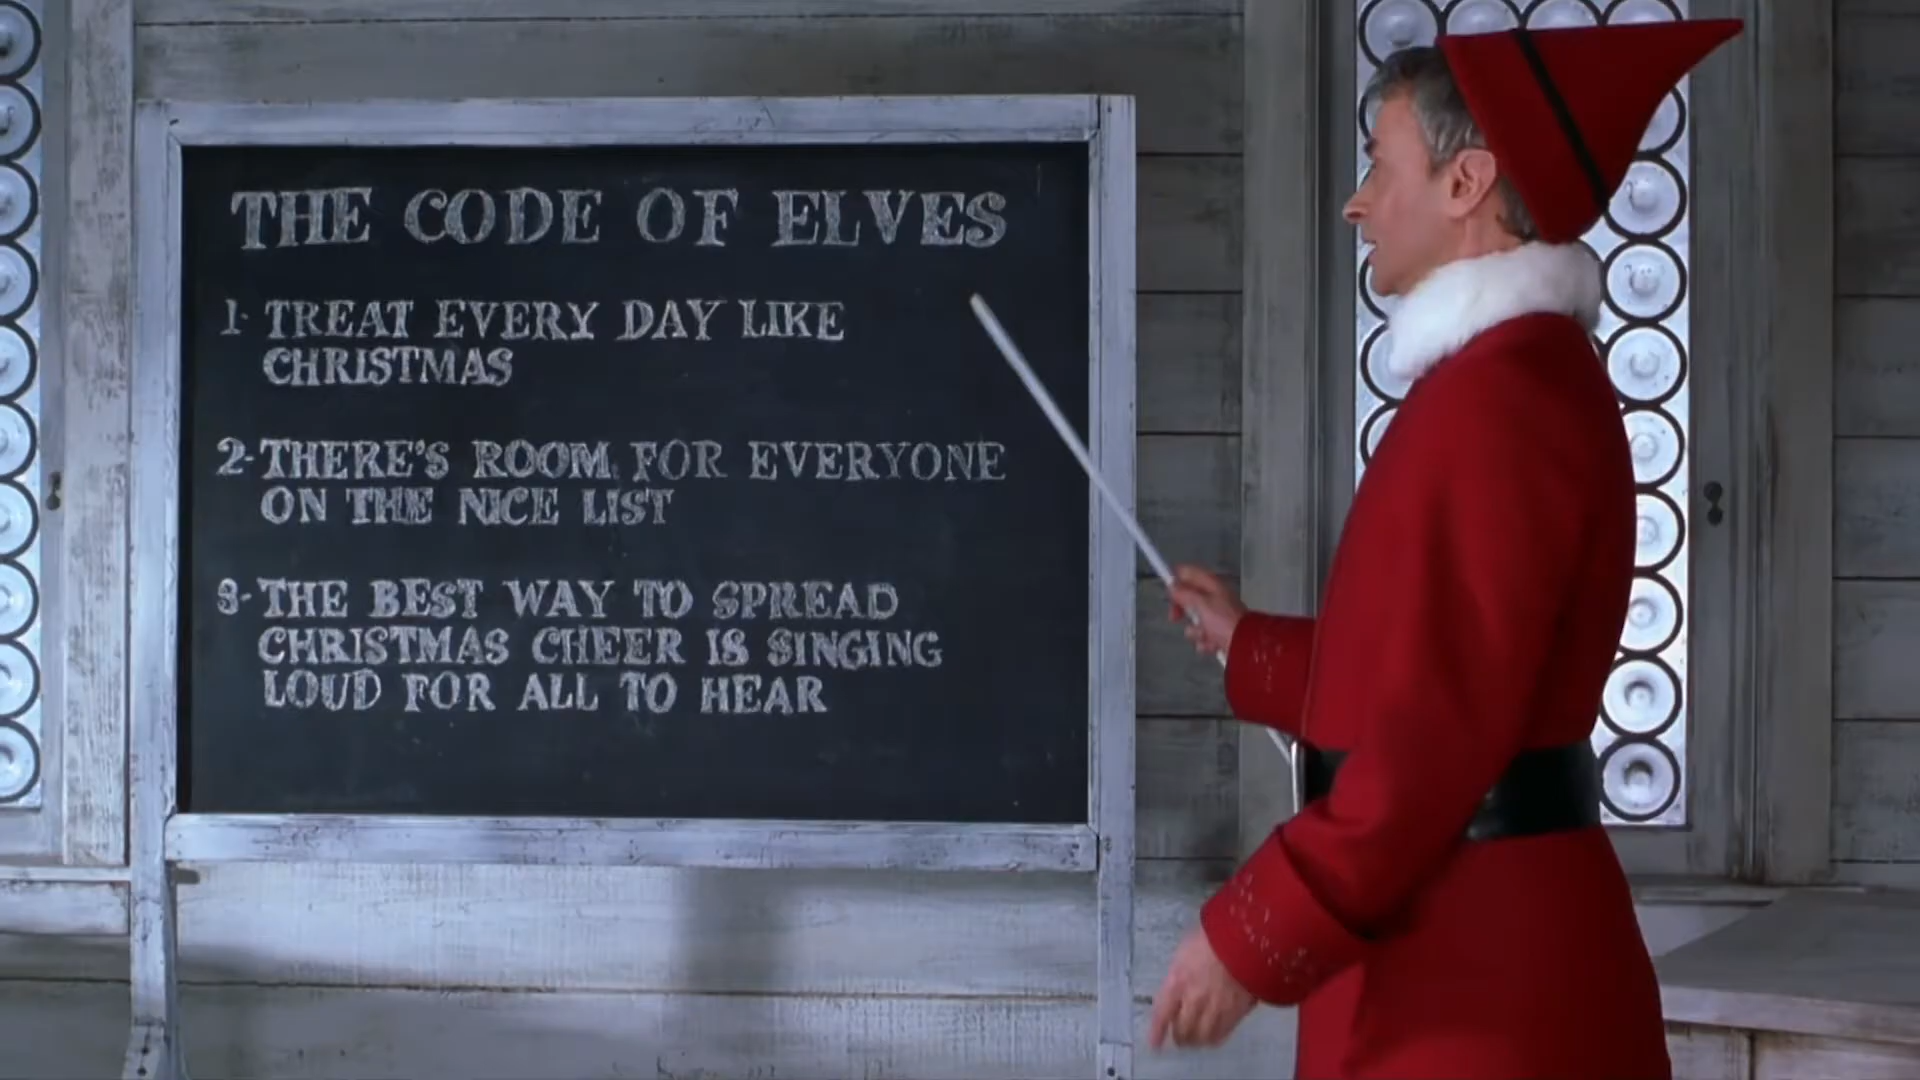 THE CODE OF ELVES
1- TREAT EVERY DAY LIKE
CHRISTMAS
2- THERE'S ROOM FOR EVERYONE
ON THE NICE LIST
3- THE BEST WAY TO SPREAD
CHRISTMAS CHEER IS SINGING
LOUD FOR ALL TO HEAR